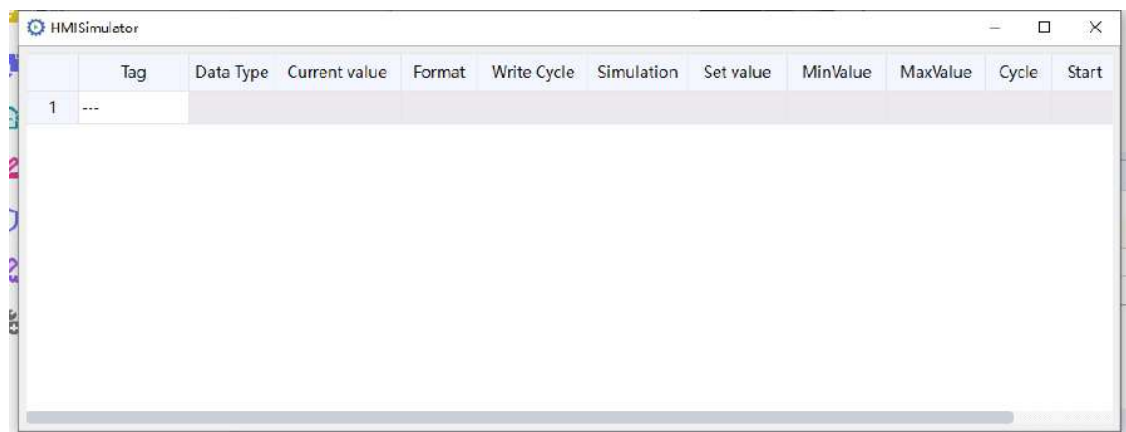 HMISimulator
Tag Data Type Current value Format Write Cycle Simulation Set value MinValue MaxValue Cycle Start
1 ---